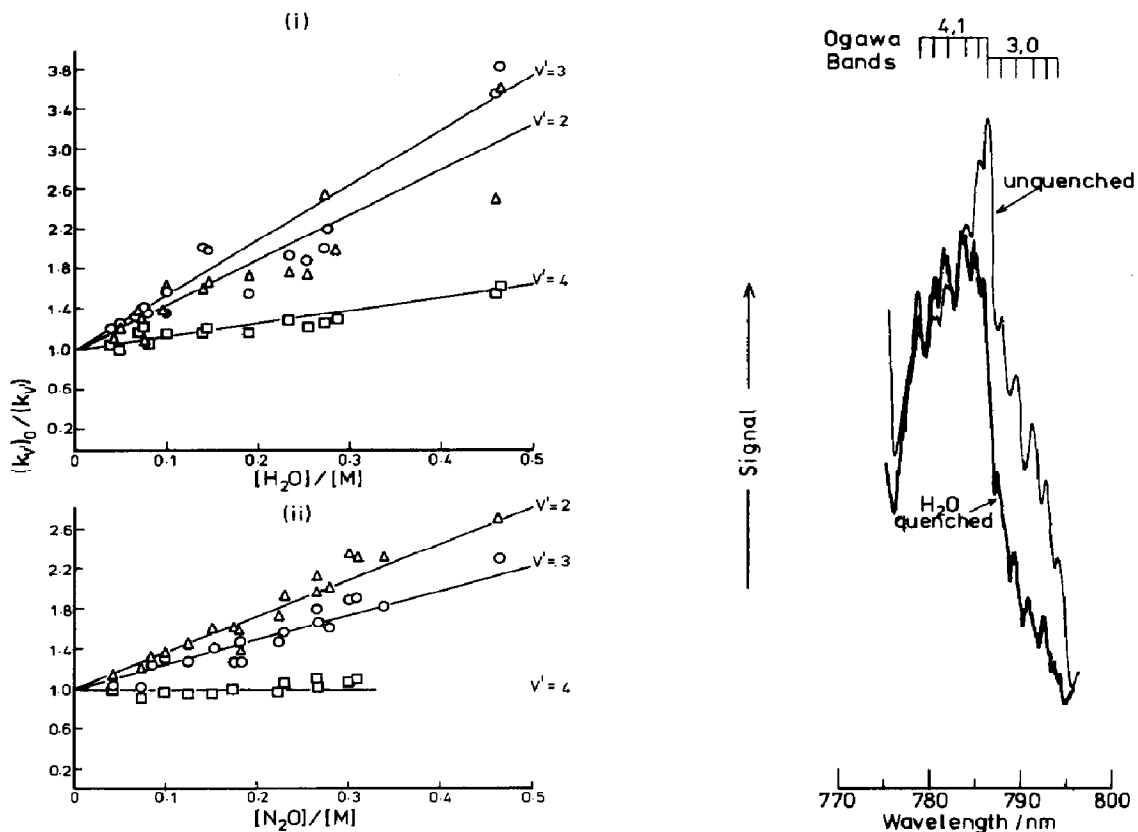 (i)
3.8
3.4
3.0
2.6
2.2
1.8
1.4
1.0
0.6
0.2
V'=3
V'=2
V'=4
0 0.1 0.2 0.3 0.4 0.5
[H₂O]/[M]
(kᵥ')₀/(kᵥ')
(ii)
2.6
2.2
1.8
1.4
1.0
0.6
0.2
V'=2
V'=3
V'=4
0 0.1 0.2 0.3 0.4 0.5
[N₂O]/[M]
Ogawa
Bands
4,1
3,0
unquenched
H₂O
quenched
Signal
770 780 790 800
Wavelength /nm